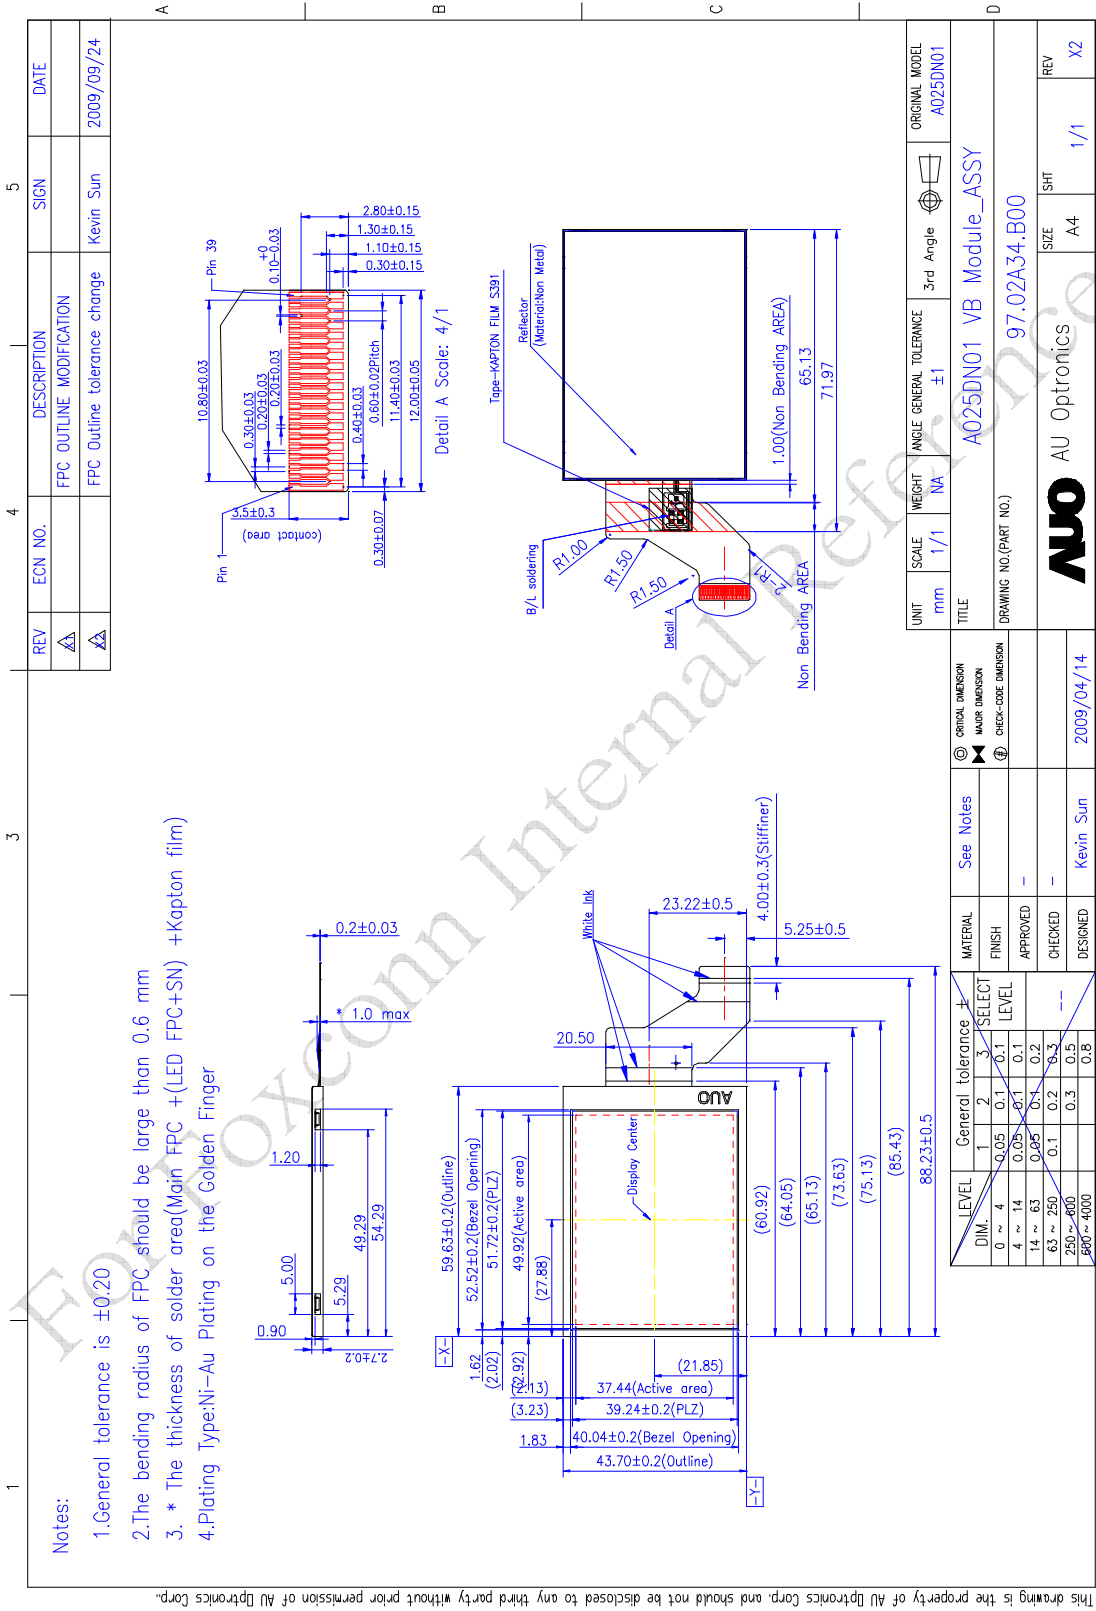 1
3
4
5
A
B
C
D
REV
ECN NO.
DESCRIPTION
SIGN
DATE
X1
FPC OUTLINE MODIFICATION
X2
FPC Outline tolerance change
Kevin Sun
2009/09/24
Notes:
1.General tolerance is ±0.20
2.The bending radius of FPC should be large than 0.6 mm
3. * The thickness of solder area(Main FPC +(LED FPC+SN) +Kapton film)
4.Plating Type:Ni-Au Plating on the Golden Finger
0.90
2.7±0.2
5.00
5.29
1.20
49.29
54.29
* 1.0 max
0.2±0.03
-X-
59.63±0.2(Outline)
52.52±0.2(Bezel Opening)
51.72±0.2(PLZ)
49.92(Active area)
(27.88)
1.62
(2.02)
(2.92)
(2.13)
(3.23)
1.83
(21.85)
37.44(Active area)
39.24±0.2(PLZ)
40.04±0.2(Bezel Opening)
43.70±0.2(Outline)
-Y-
Display Center
AUO
20.50
White Ink
23.22±0.5
4.00±0.3(Stiffiner)
5.25±0.5
(60.92)
(64.05)
(65.13)
(73.63)
(75.13)
(85.43)
88.23±0.5
Pin 1
Pin 39
10.80±0.03
0.30±0.03
0.20±0.03
0.20±0.03
+0
0.10-0.03
3.5±0.3
(contact area)
0.30±0.07
0.40±0.03
0.60±0.02Pitch
11.40±0.03
12.00±0.05
2.80±0.15
1.30±0.15
1.10±0.15
0.30±0.15
Detail A Scale: 4/1
Tape-KAPTON FILM S391
Reflector
(Material:Non Metal)
B/L soldering
R1.00
R1.50
R1.50
Detail A
2-R1
Non Bending AREA
1.00(Non Bending AREA)
65.13
71.97
LEVEL
DIM.
General tolerance ±
1
2
3
SELECT
LEVEL
0 ~ 4
0.05
0.1
0.1
4 ~ 14
0.05
0.1
0.1
14 ~ 63
0.05
0.1
0.2
63 ~ 250
0.1
0.2
0.3
--
250 ~ 600
0.3
0.5
600 ~ 4000
0.8
MATERIAL
See Notes
FINISH
APPROVED
-
CHECKED
-
DESIGNED
Kevin Sun
2009/04/14
CRITICAL DIMENSION
MAJOR DIMENSION
CHECK-CODE DIMENSION
UNIT
mm
SCALE
1/1
WEIGHT
NA
ANGLE GENERAL TOLERANCE
±1
3rd Angle
ORIGINAL MODEL
A025DN01
TITLE
A025DN01 VB Module_ASSY
DRAWING NO.(PART NO.)
97.02A34.B00
AUO
AU Optronics
SIZE
A4
SHT
1/1
REV
X2
For Foxconn Internal Reference
This drawing is the property of AU Optronics Corp. and should not be disclosed to any third party without prior permission of AU Optronics Corp.